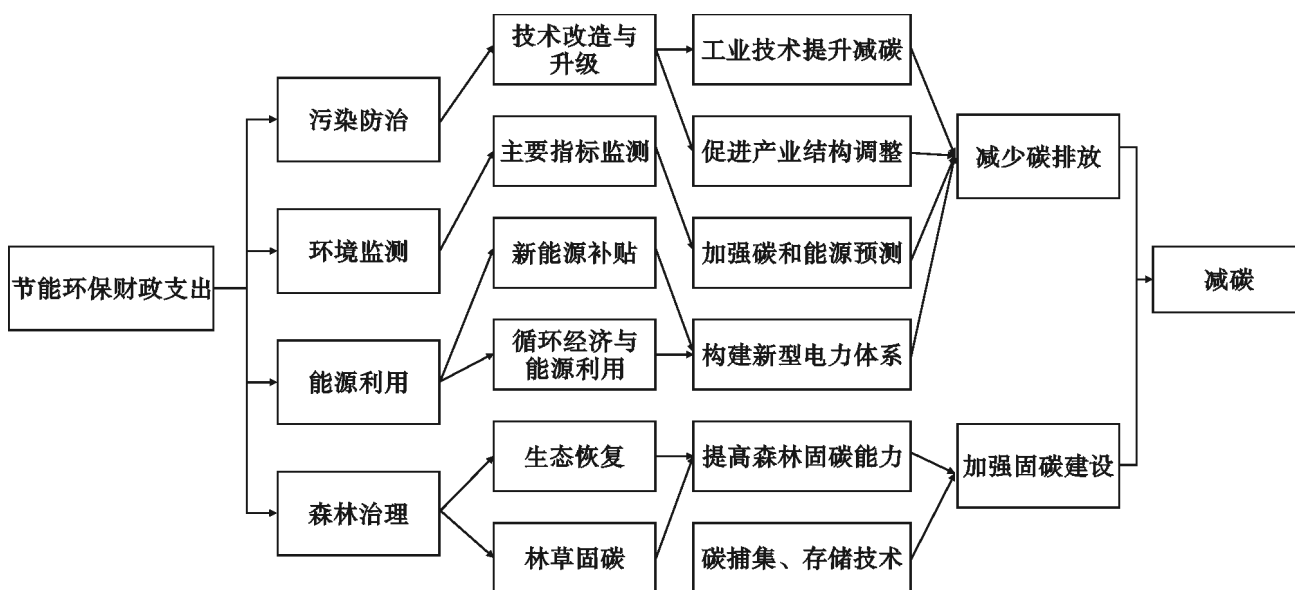 节能环保财政支出
污染防治
环境监测
能源利用
森林治理
技术改造与
升级
主要指标监测
新能源补贴
循环经济与
能源利用
生态恢复
林草固碳
工业技术提升减碳
促进产业结构调整
加强碳和能源预测
构建新型电力体系
提高森林固碳能力
碳捕集、存储技术
减少碳排放
加强固碳建设
减碳